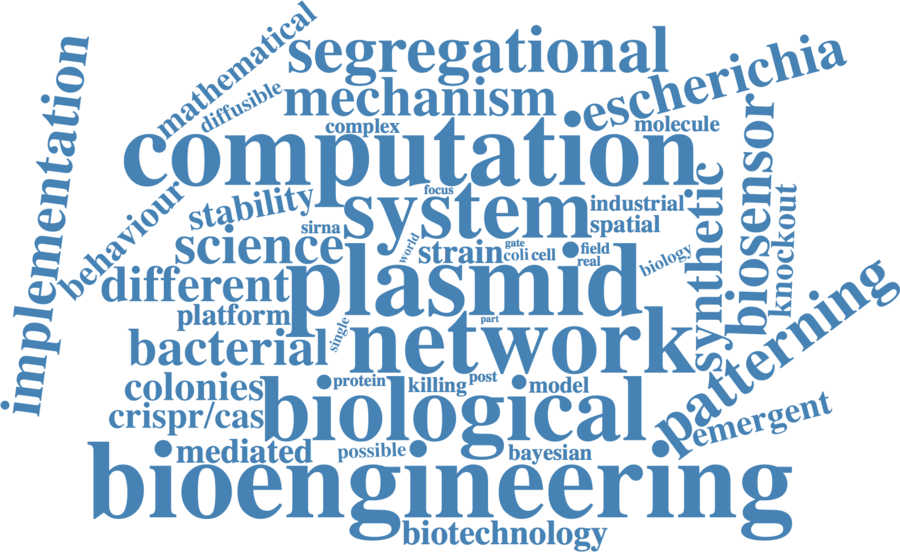 mathematical
segregational
escherichia
diffusible
mechanism
implementation
complex
molecule
computation
biosensor
behaviour
stability
focus
system
industrial
spatial
synthetic
knockout
sirna
science
world
strain
gate
coli
cell
field
real
biology
different
plasmid
platform
single
part
network
patterning
bacterial
colonies
protein
killing
post
model
crispr/cas
biological
emergent
mediated
possible
bayesian
bioengineering
biotechnology